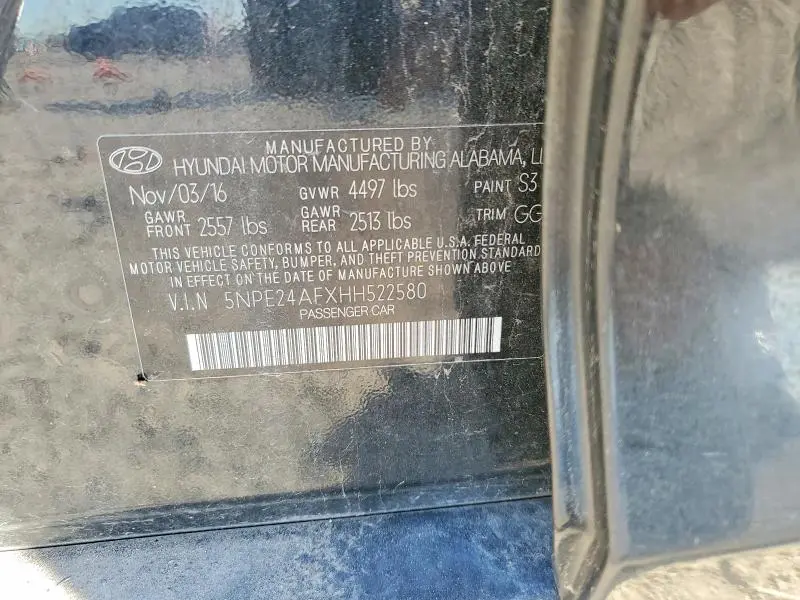 MANUFACTURED BY
HYUNDAI MOTOR MANUFACTURING ALABAMA,
Nov/03/16 GVWR 4497 lbs PAINT S3
GAWR FRONT 2557 lbs GAWR REAR 2513 lbs TRIM GG
THIS VEHICLE CONFORMS TO ALL APPLICABLE U.S.A. FEDERAL
MOTOR VEHICLE SAFETY, BUMPER, AND THEFT PREVENTION STANDARD
IN EFFECT ON THE DATE OF MANUFACTURE SHOWN ABOVE
V.I.N 5NPE24AFXHH522580
PASSENGER CAR